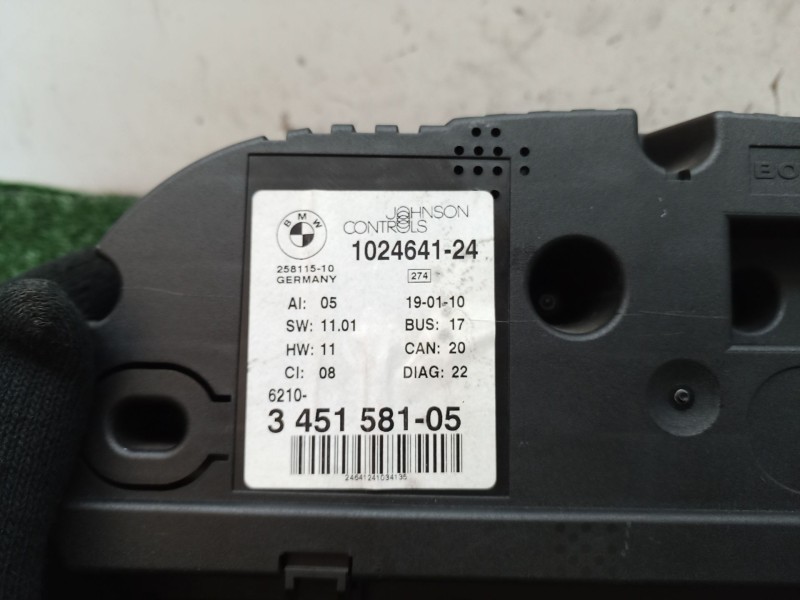 BMW
JOHNSON
CONTROLS
1024641-24
258115-10
GERMANY
274
AI: 05 19-01-10
SW: 11.01 BUS: 17
HW: 11 CAN: 20
CI: 08 DIAG: 22
6210-
3 451 581-05
24641241034135